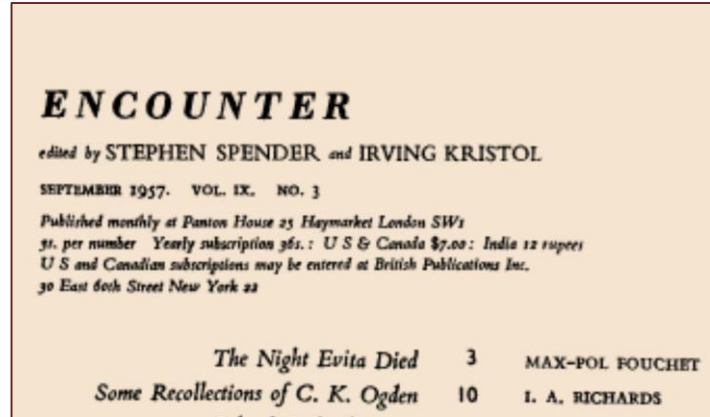 ENCOUNTER
edited by STEPHEN SPENDER and IRVING KRISTOL
SEPTEMBER 1957. VOL. IX. NO. 3
Published monthly at Panton House 25 Haymarket London SW1
3s. per number Yearly subscription 36s.: U S & Canada $7.00: India 12 rupees
U S and Canadian subscriptions may be entered at British Publications Inc.
30 East 60th Street New York 22
The Night Evita Died 3 MAX-POL FOUCHET
Some Recollections of C. K. Ogden 10 I. A. RICHARDS